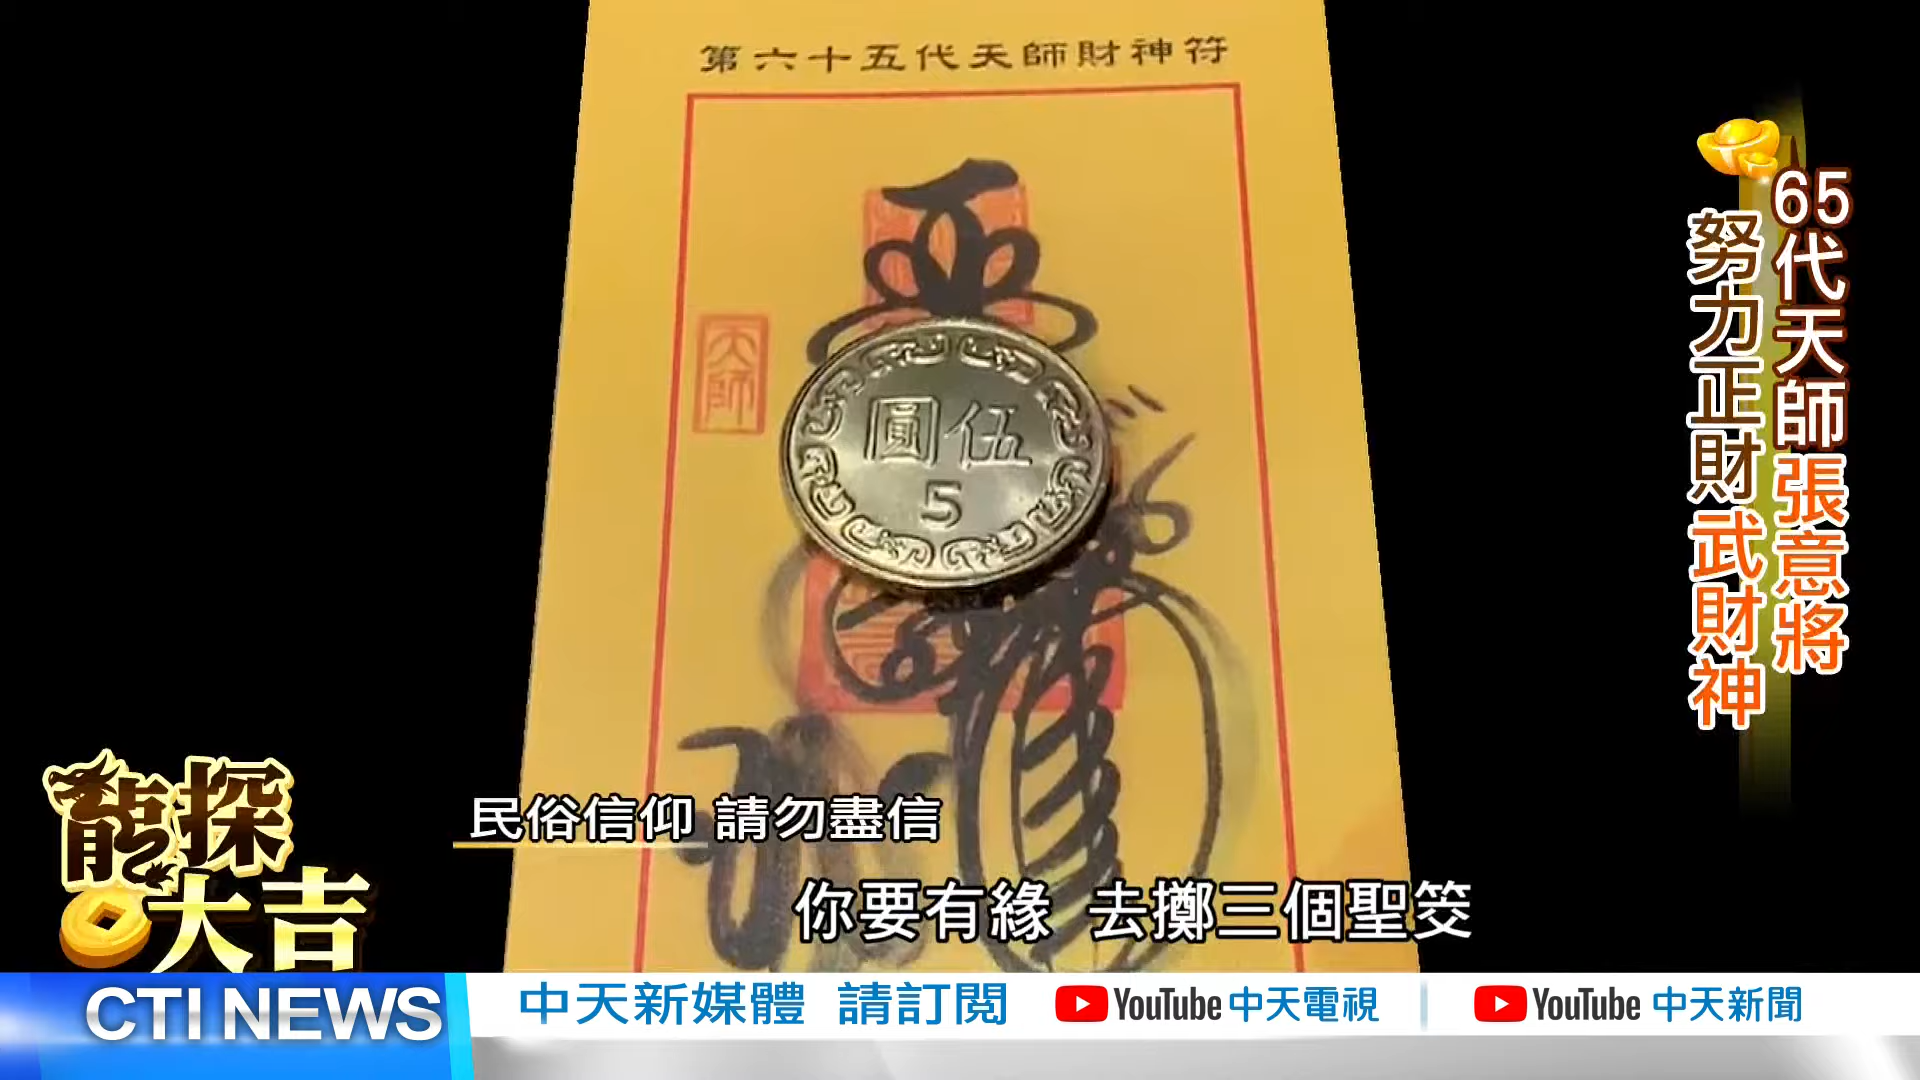 第六十五代天師財神符
天師
圓伍
5
65代天師張意將
努力正財武財神
龍探
大吉
民俗信仰 請勿盡信
你要有緣 去擲三個聖筊
CTI NEWS
中天新媒體 請訂閱 YouTube 中天電視 | YouTube 中天新聞